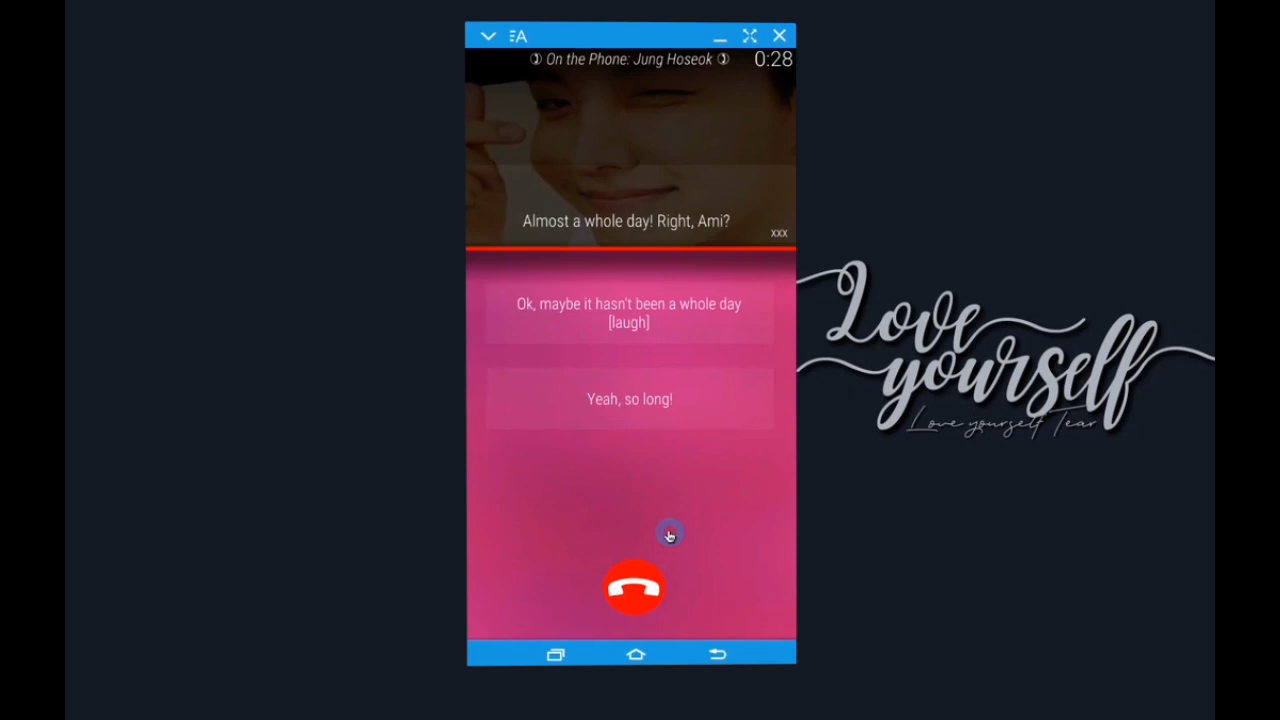 On the Phone: Jung Hoseok
0:28
Almost a whole day! Right, Ami?
xxx
Ok, maybe it hasn't been a whole day
[laugh]
Yeah, so long!
Love
yourself
Love yourself Tear